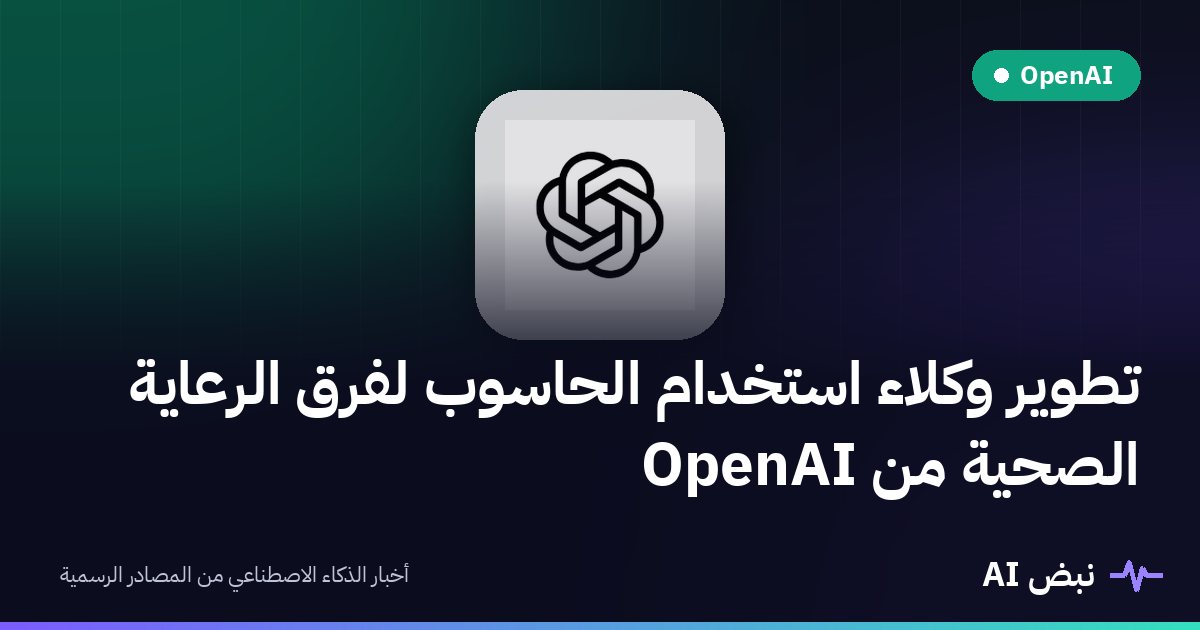 OpenAI
تطوير وكلاء استخدام الحاسوب لفرق الرعاية
الصحية من OpenAI
نبض AI
أخبار الذكاء الاصطناعي من المصادر الرسمية